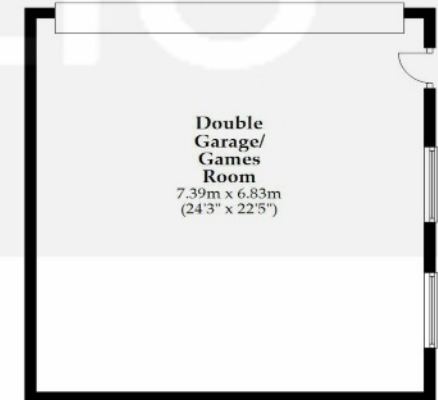 Double
Garage/
Games
Room
7.39m x 6.83m
(24'3" x 22'5")